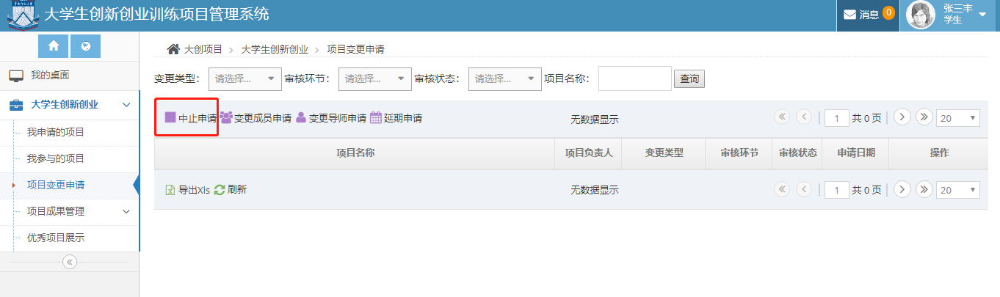 大学生创新创业训练项目管理系统
消息 0
张三丰
学生
大创项目 > 大学生创新创业 > 项目变更申请
我的桌面
变更类型： 请选择... 审核环节： 请选择... 审核状态： 请选择... 项目名称： 查询
大学生创新创业
中止申请 变更成员申请 变更导师申请 延期申请 无数据显示 1 共 0 页 20
我申请的项目
项目名称 项目负责人 变更类型 审核环节 审核状态 申请日期 操作
我参与的项目
项目变更申请
导出Xls 刷新 无数据显示 1 共 0 页 20
项目成果管理
优秀项目展示